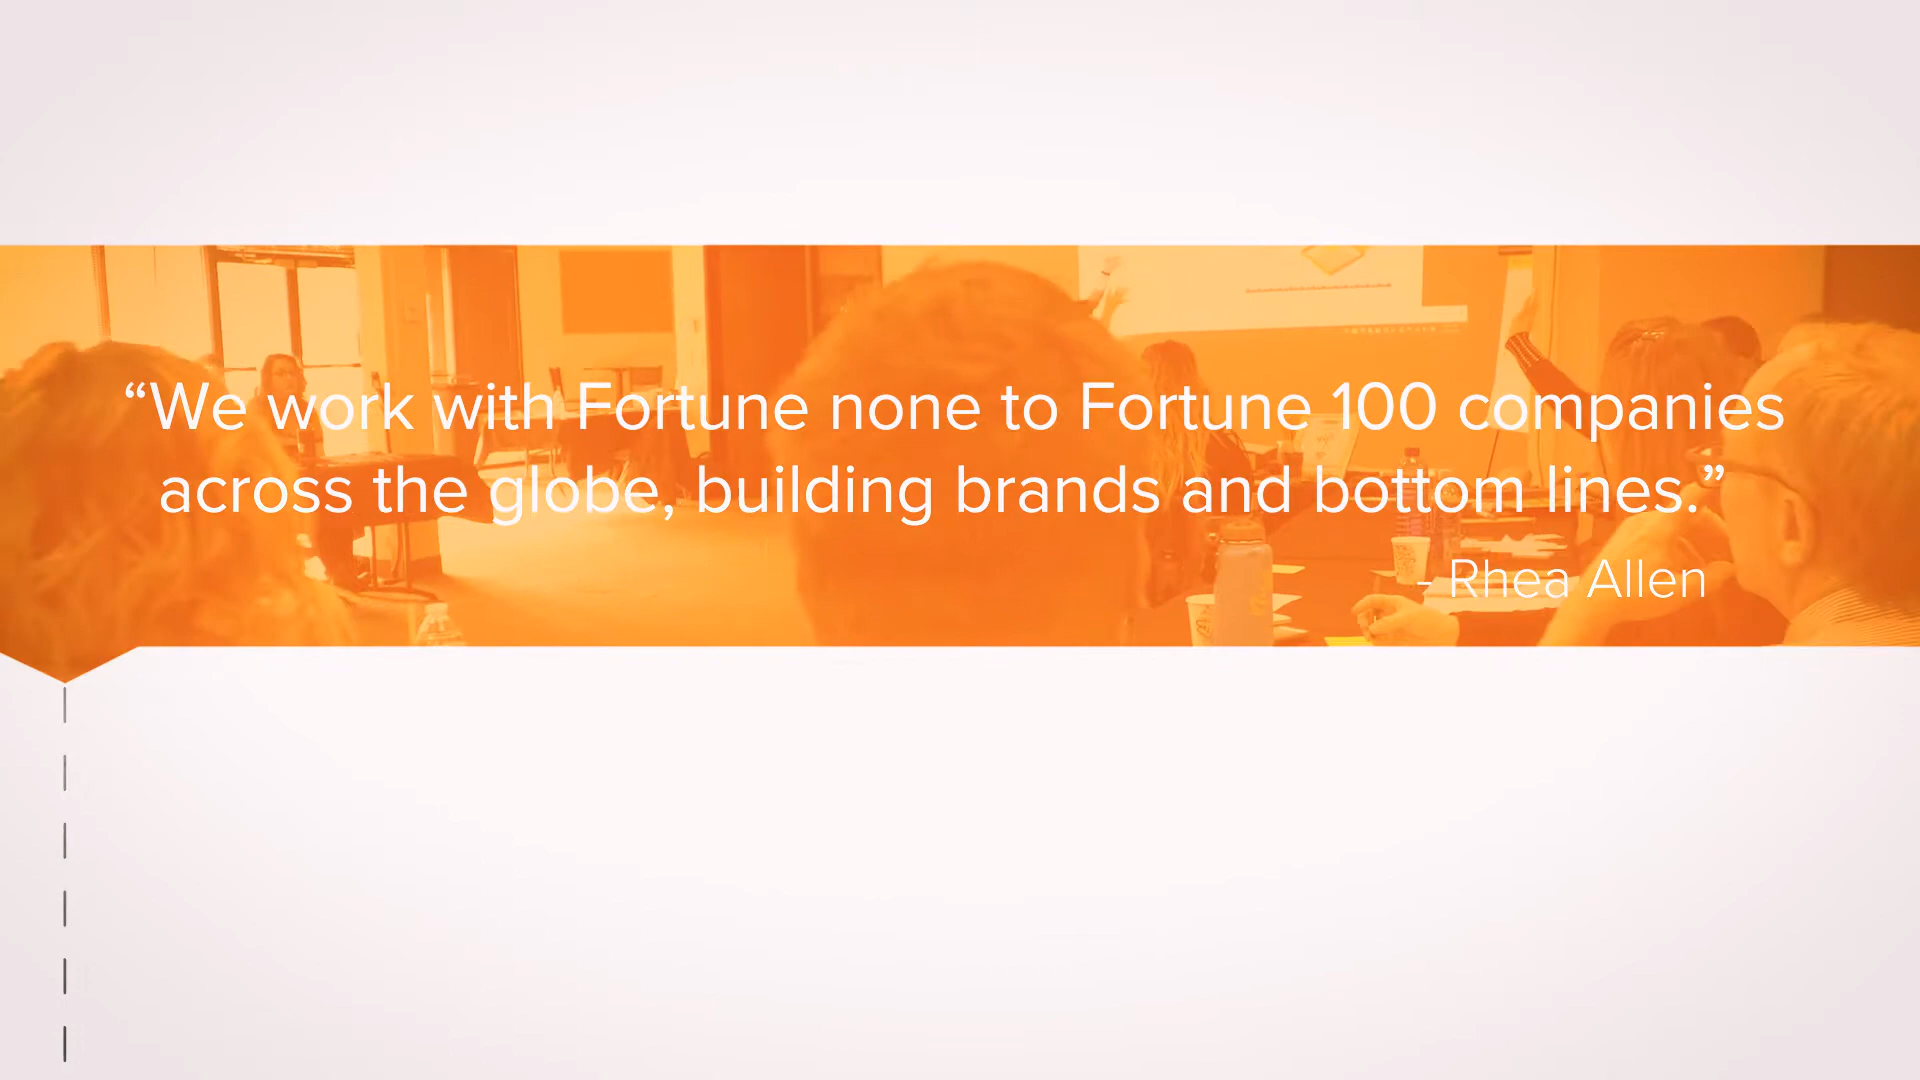 “We work with Fortune none to Fortune 100 companies
across the globe, building brands and bottom lines.”
- Rhea Allen